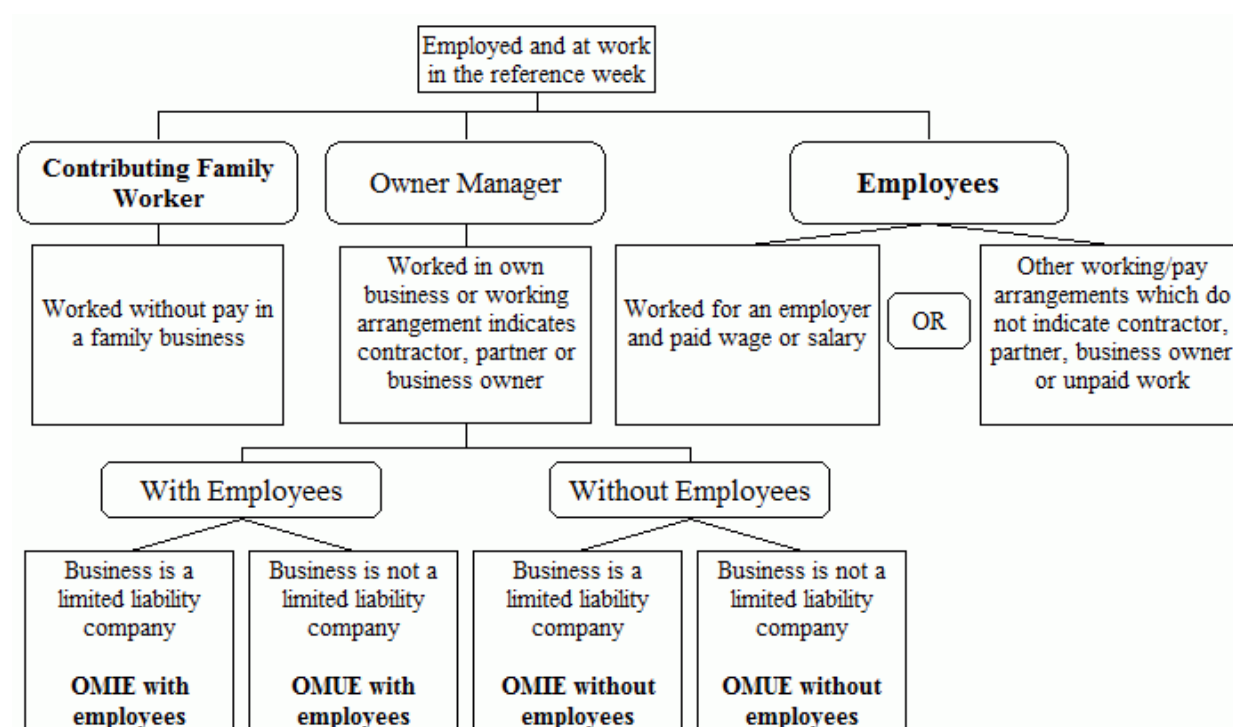 Employed and at work
in the reference week
Contributing Family
Worker
Owner Manager
Employees
Worked without pay in
a family business
Worked in own
business or working
arrangement indicates
contractor, partner or
business owner
Worked for an employer
and paid wage or salary
OR
Other working/pay
arrangements which do
not indicate contractor,
partner, business owner
or unpaid work
With Employees
Without Employees
Business is a
limited liability
company
OMIE with
employees
Business is not a
limited liability
company
OMUE with
employees
Business is a
limited liability
company
OMIE without
employees
Business is not a
limited liability
company
OMUE without
employees